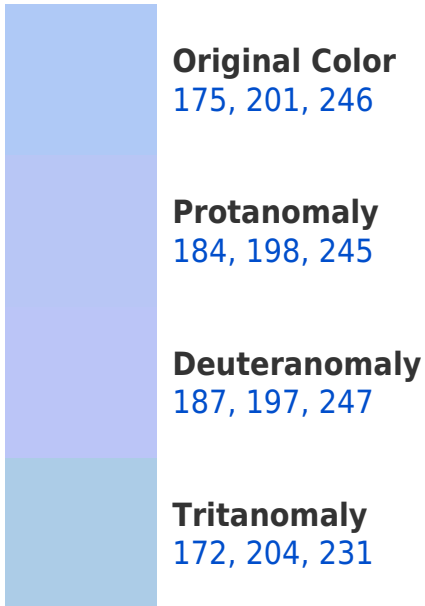 Original Color
175, 201, 246
Protanomaly
184, 198, 245
Deuteranomaly
187, 197, 247
Tritanomaly
172, 204, 231